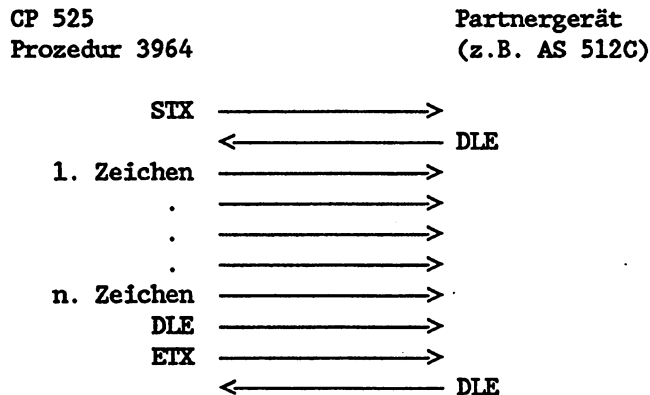 CP 525 Partnergerät
Prozedur 3964 (z.B. AS 512C)
STX
DLE
1. Zeichen
.
.
.
n. Zeichen
DLE
ETX
DLE